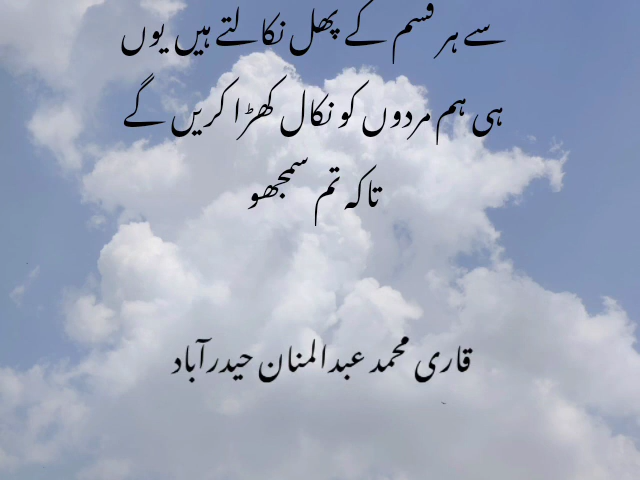 سے ہر قسم کے پھل نکالتے ہیں یوں
ہی ہم مردوں کو نکال کھڑا کریں گے
تاکہ تم سمجھو
قاری محمد عبدالمنان حیدرآباد